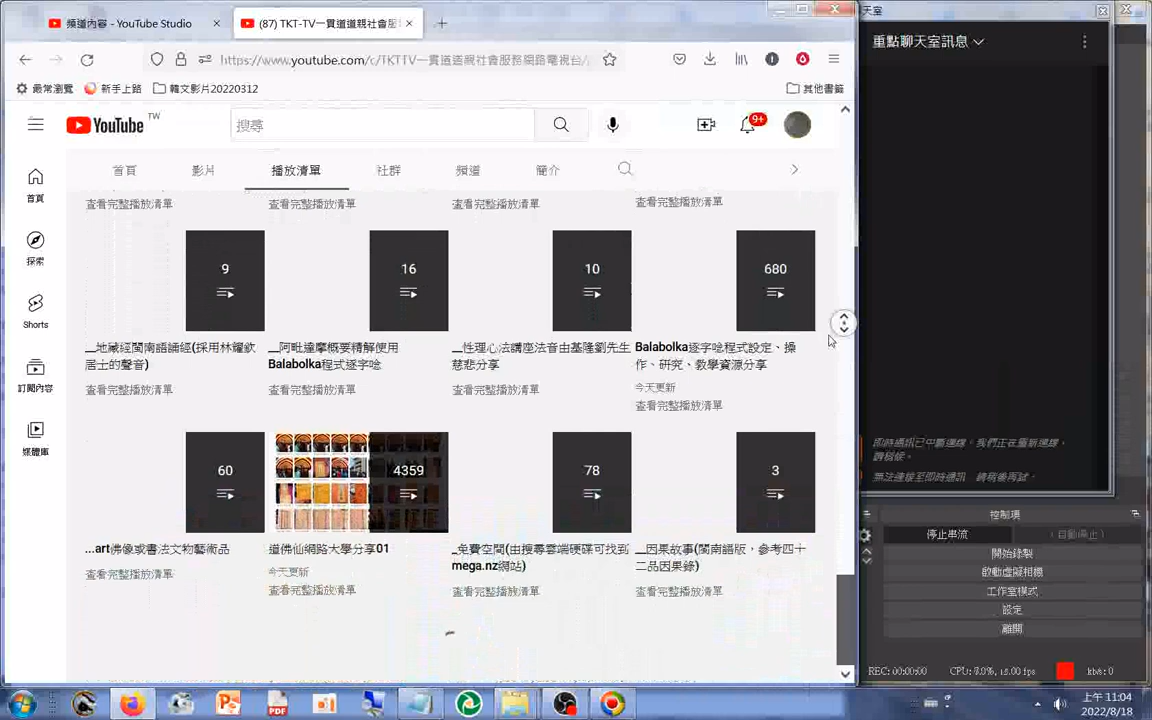 頻道內容 - YouTube Studio
(87) TKT-TV一貫道道親社會服
天室
https://www.youtube.com/c/TKTTV一貫道道親社會服務網路電視台/
重點聊天室訊息
最常瀏覽
新手上路
韓文影片20220312
其他書籤
YouTube TW
搜尋
9+
首頁
影片
播放清單
社群
頻道
簡介
首頁
探索
Shorts
訂閱內容
媒體庫
查看完整播放清單
查看完整播放清單
查看完整播放清單
查看完整播放清單
9
16
10
680
__地藏經閩南語誦經(採用林耀欽
居士的聲音)
查看完整播放清單
__阿毗達摩概要精解使用
Balabolka程式逐字唸
查看完整播放清單
__性理心法講座法音由基隆劉先生
慈悲分享
查看完整播放清單
Balabolka逐字唸程式設定、操
作、研究、教學資源分享
今天更新
查看完整播放清單
60
4359
78
3
...art佛像或書法文物藝術品
查看完整播放清單
道佛仙網路大學分享01
今天更新
查看完整播放清單
_免費空間(由搜尋雲端硬碟可找到
mega.nz網站)
查看完整播放清單
__因果故事(閩南語版，參考四十
二品因果錄)
查看完整播放清單
即時通訊已中斷連線。我們正在重新連線，
請稍候。
無法連接至即時通訊，請稍後再試。
控制項
停止串流
(自動停止)
開始錄製
啟動虛擬相機
工作室模式
設定
離開
REC: 00:00:00
kb/s: 0
上午 11:04
2022/8/18